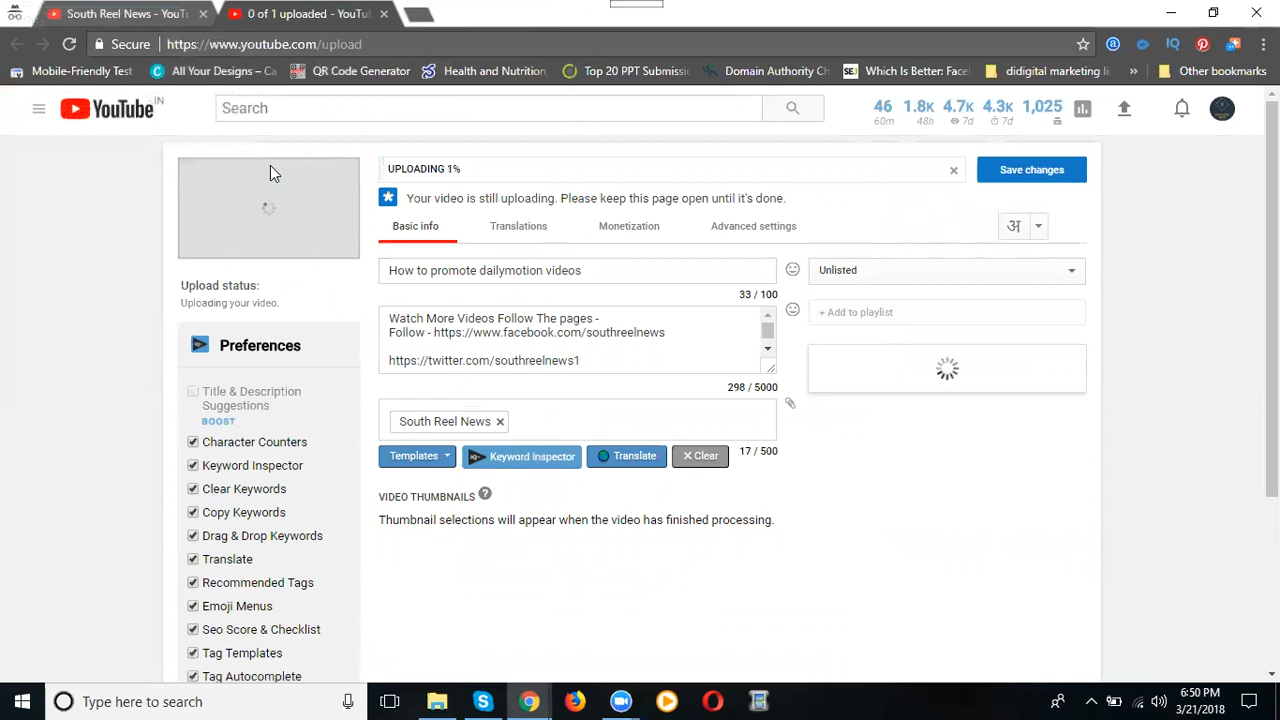 South Reel News - YouTu
0 of 1 uploaded - YouTu
Secure
https://www.youtube.com/upload
Mobile-Friendly Test
All Your Designs – Ca
QR Code Generator
Health and Nutrition
Top 20 PPT Submissi
Domain Authority Ch
Which Is Better: Fac
didigital marketing li
»
Other bookmarks
YouTube IN
Search
46
60m
1.8K
48h
4.7K
7d
4.3K
7d
1,025
UPLOADING 1%
Save changes
Your video is still uploading. Please keep this page open until it's done.
Basic info
Translations
Monetization
Advanced settings
अ
How to promote dailymotion videos
33 / 100
Unlisted
+ Add to playlist
Watch More Videos Follow The pages -
Follow - https://www.facebook.com/southreelnews
https://twitter.com/southreelnews1
298 / 5000
South Reel News
17 / 500
Templates
Keyword Inspector
Translate
Clear
VIDEO THUMBNAILS
Thumbnail selections will appear when the video has finished processing.
Upload status:
Uploading your video.
Preferences
Title & Description
Suggestions
BOOST
Character Counters
Keyword Inspector
Clear Keywords
Copy Keywords
Drag & Drop Keywords
Translate
Recommended Tags
Emoji Menus
Seo Score & Checklist
Tag Templates
Tag Autocomplete
Type here to search
6:50 PM
3/21/2018